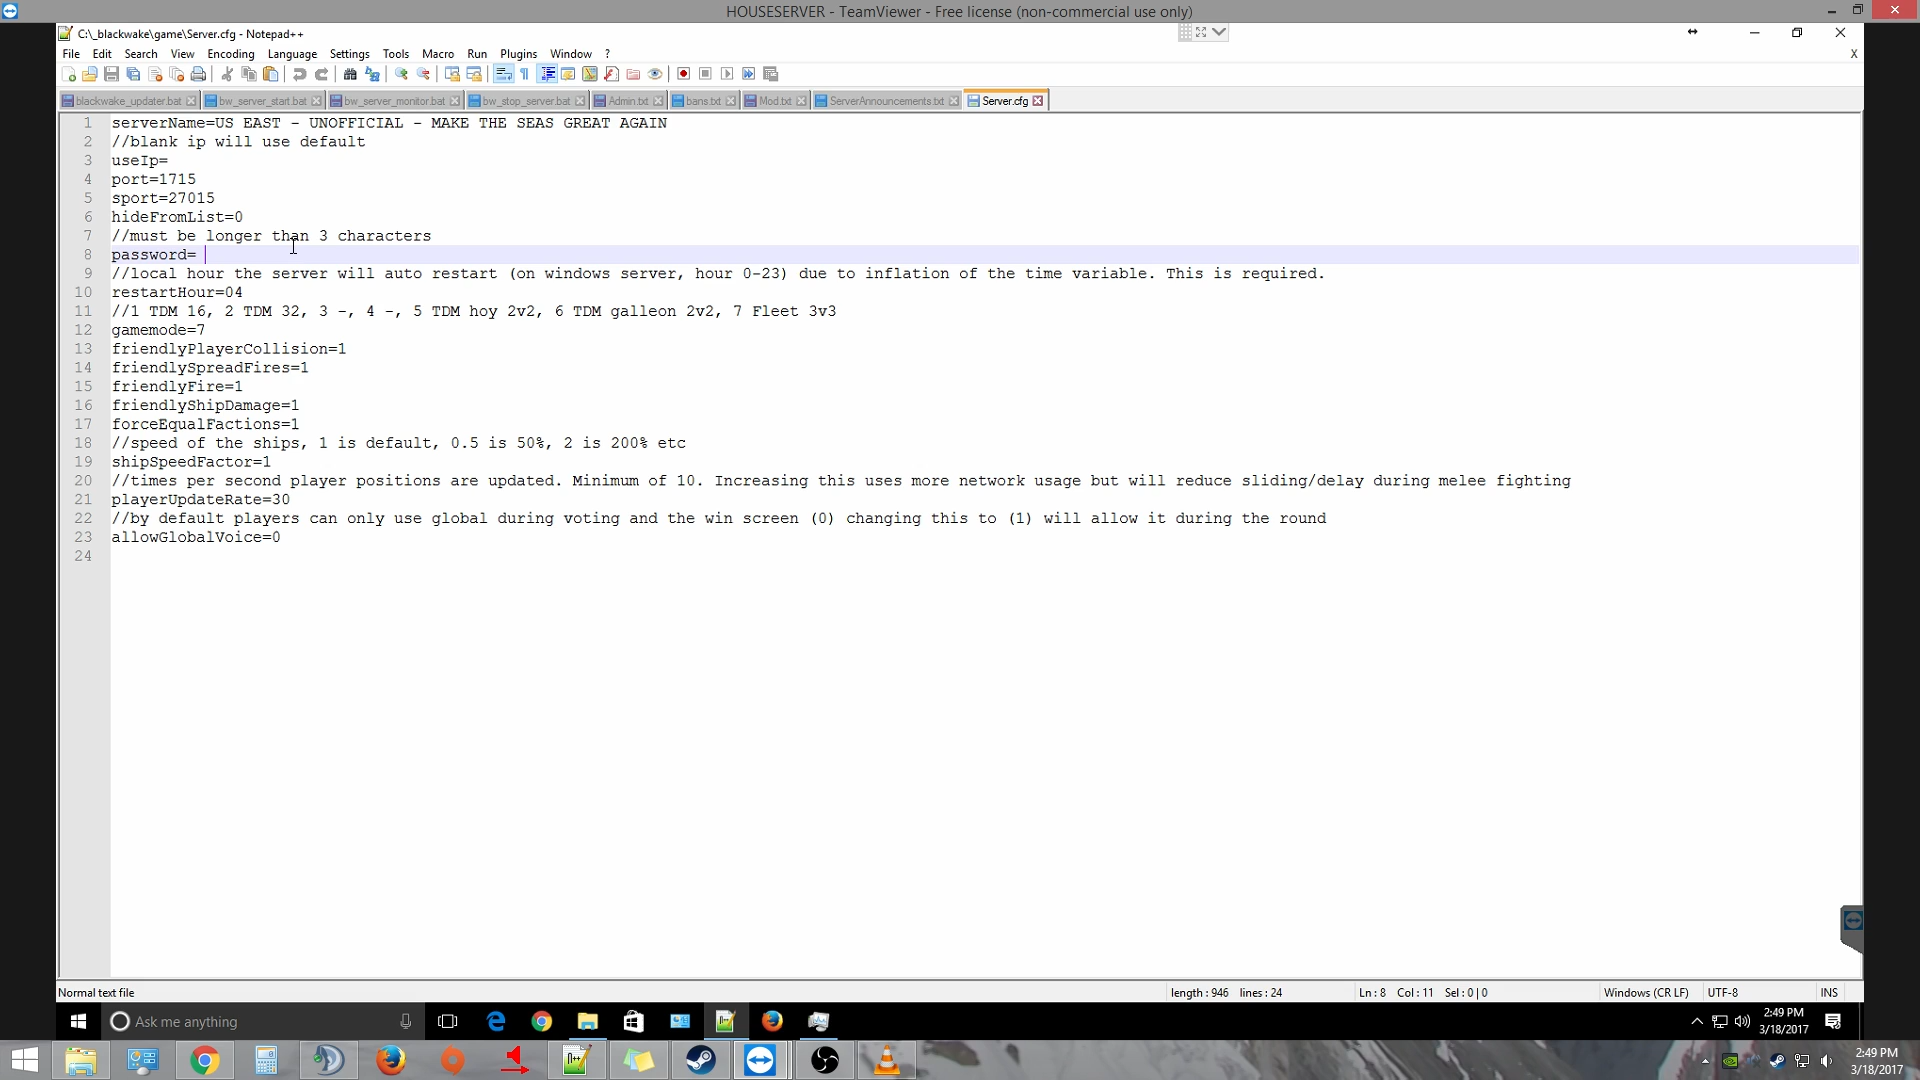 HOUSESERVER - TeamViewer - Free license (non-commercial use only)
C:\_blackwake\game\Server.cfg - Notepad++
File Edit Search View Encoding Language Settings Tools Macro Run Plugins Window ? X
blackwake_updater.bat bw_server_start.bat bw_server_monitor.bat bw_stop_server.bat Admin.txt bans.txt Mod.txt ServerAnnouncements.txt Server.cfg
1 serverName=US EAST - UNOFFICIAL - MAKE THE SEAS GREAT AGAIN
2 //blank ip will use default
3 useIp=
4 port=1715
5 sport=27015
6 hideFromList=0
7 //must be longer than 3 characters
8 password=
9 //local hour the server will auto restart (on windows server, hour 0-23) due to inflation of the time variable. This is required.
10 restartHour=04
11 //1 TDM 16, 2 TDM 32, 3 -, 4 -, 5 TDM hoy 2v2, 6 TDM galleon 2v2, 7 Fleet 3v3
12 gamemode=7
13 friendlyPlayerCollision=1
14 friendlySpreadFires=1
15 friendlyFire=1
16 friendlyShipDamage=1
17 forceEqualFactions=1
18 //speed of the ships, 1 is default, 0.5 is 50%, 2 is 200% etc
19 shipSpeedFactor=1
20 //times per second player positions are updated. Minimum of 10. Increasing this uses more network usage but will reduce sliding/delay during melee fighting
21 playerUpdateRate=30
22 //by default players can only use global during voting and the win screen (0) changing this to (1) will allow it during the round
23 allowGlobalVoice=0
24
Normal text file length : 946 lines : 24 Ln : 8 Col : 11 Sel : 0 | 0 Windows (CR LF) UTF-8 INS
Ask me anything
2:49 PM
3/18/2017
2:49 PM
3/18/2017